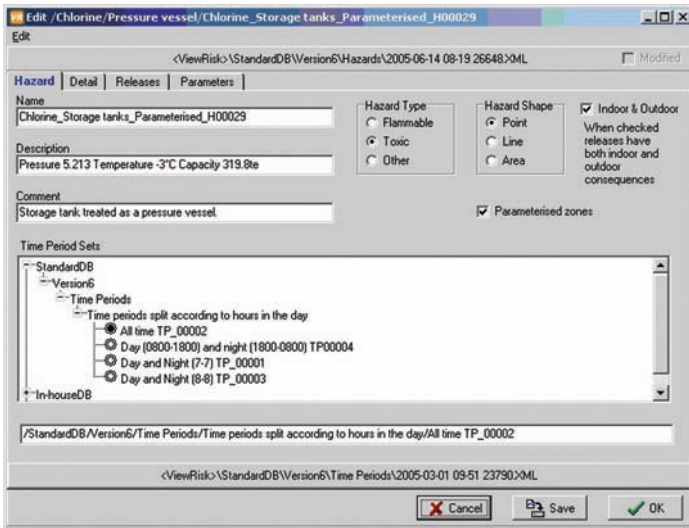 VR Edit /Chlorine/Pressure vessel/Chlorine_Storage tanks_Parameterised_H00029
Edit
<ViewRisk>\StandardDB\Version6\Hazards\2005-06-14 08-19 26648.XML
Modified
Hazard Detail Releases Parameters
Name
Chlorine_Storage tanks_Parameterised_H00029
Description
Pressure 5.213 Temperature -3°C Capacity 319.8te
Comment
Storage tank treated as a pressure vessel.
Hazard Type
Flammable
Toxic
Other
Hazard Shape
Point
Line
Area
Indoor & Outdoor
When checked
releases have
both indoor and
outdoor
consequences
Parameterised zones
Time Period Sets
StandardDB
Version6
Time Periods
Time periods split according to hours in the day
All time TP_00002
Day (0800-1800) and night (1800-0800) TP00004
Day and Night (7-7) TP_00001
Day and Night (8-8) TP_00003
In-houseDB
/StandardDB/Version6/Time Periods/Time periods split according to hours in the day/All time TP_00002
<ViewRisk>\StandardDB\Version6\Time Periods\2005-03-01 09-51 23790.XML
Cancel Save OK